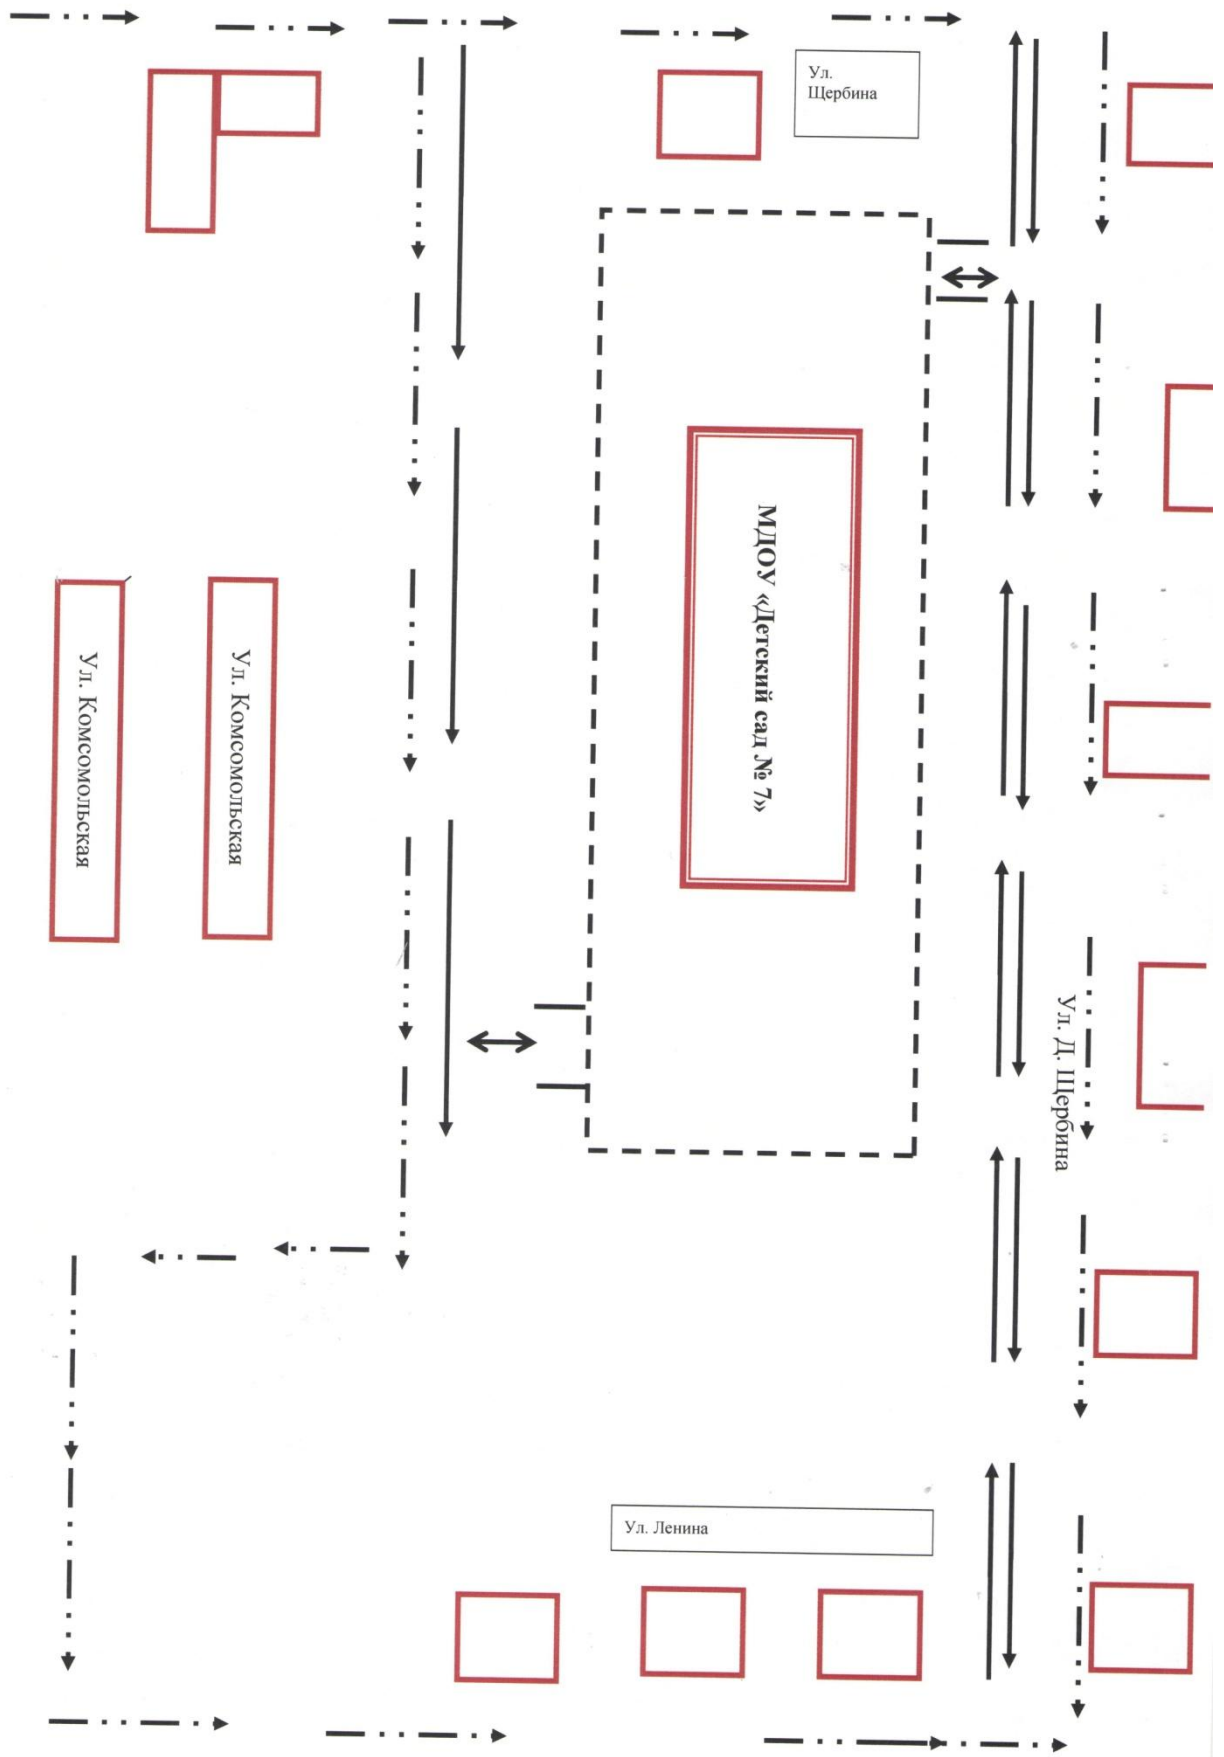 Ул.
Щербина
МДОУ «Детский сад № 7»
Ул. Комсомольская
Ул. Комсомольская
Ул. Д. Щербина
Ул. Ленина